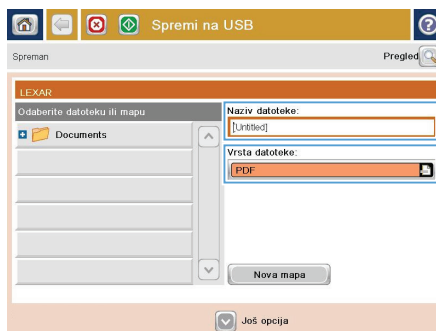 Spremi na USB
Spreman
Pregled
LEXAR
Odaberite datoteku ili mapu
Documents
Naziv datoteke:
[Untitled]
Vrsta datoteke:
PDF
Nova mapa
Još opcija